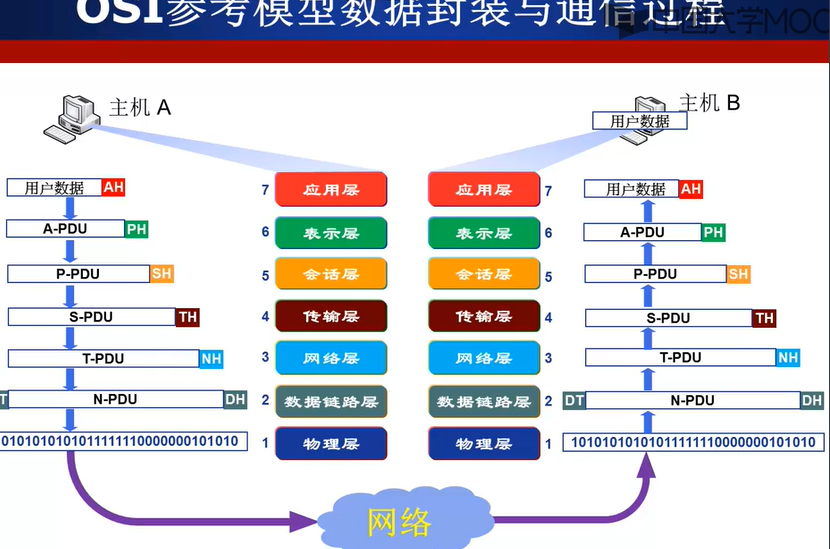 OSI参考模型数据封装与通信过程
中国大学MOOC
主机 A
主机 B
用户数据
用户数据 AH
7 应用层
应用层 7
用户数据 AH
A-PDU PH
6 表示层
表示层 6
A-PDU PH
P-PDU SH
5 会话层
会话层 5
P-PDU SH
S-PDU TH
4 传输层
传输层 4
S-PDU TH
T-PDU NH
3 网络层
网络层 3
T-PDU NH
T N-PDU DH
2 数据链路层
数据链路层 2
DT N-PDU DH
1 物理层
物理层 1
网络